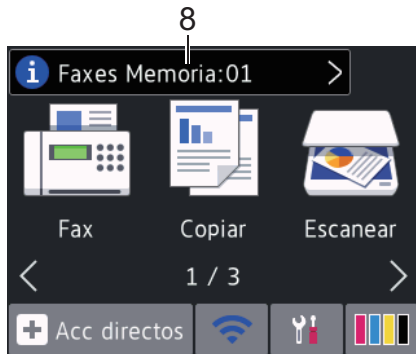 8
i Faxes Memoria:01 >
Fax Copiar Escanear
< 1 / 3 >
+ Acc directos